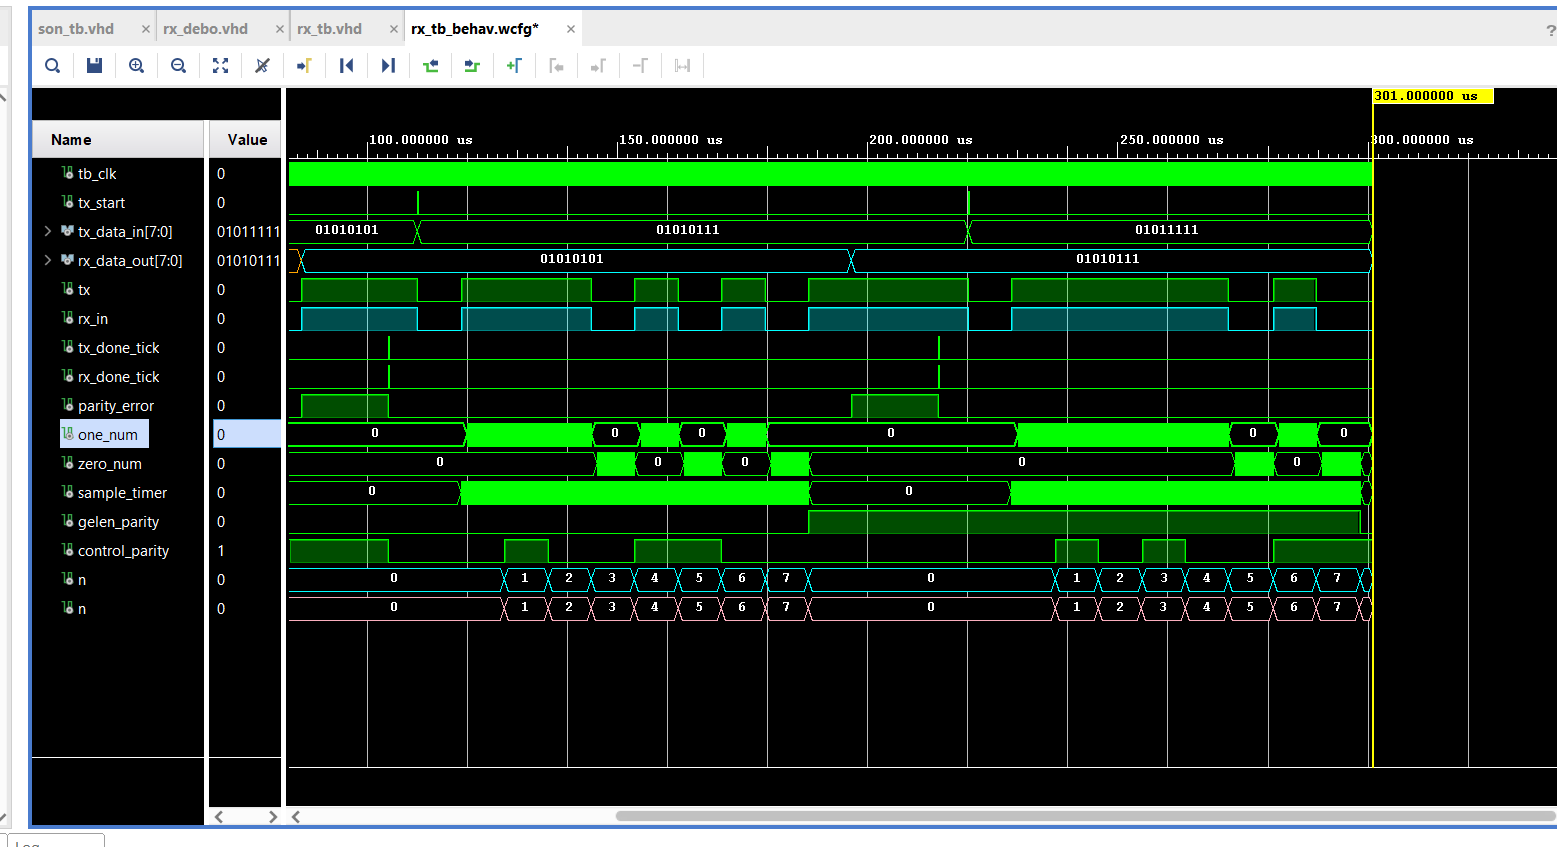 son_tb.vhd × rx_debo.vhd × rx_tb.vhd × rx_tb_behav.wcfg* × ?
301.000000 us
Name Value 100.000000 us 150.000000 us 200.000000 us 250.000000 us 300.000000 us
tb_clk 0
tx_start 0
tx_data_in[7:0] 01011111 01010101 01010111 01011111
rx_data_out[7:0] 01010111 01010101 01010111
tx 0
rx_in 0
tx_done_tick 0
rx_done_tick 0
parity_error 0
one_num 0 0 0 0 0 0 0
zero_num 0 0 0 0 0 0
sample_timer 0 0 0
gelen_parity 0
control_parity 1
n 0 0 1 2 3 4 5 6 7 0 1 2 3 4 5 6 7
n 0 0 1 2 3 4 5 6 7 0 1 2 3 4 5 6 7